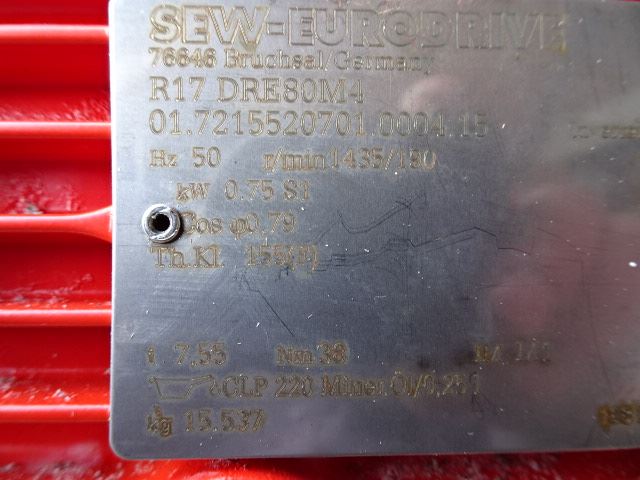 SEW-EURODRIVE
76646 Bruchsal/Germany
R17 DRE80M4
01.7215520701.0004.15
Hz 50 r/min 1435/190
kW 0.75 S1
Cos φ0.79
Th.Kl. 155(F)
i 7.55 Nm 38
CLP 220 Miner.Öl/0.25l
kg 15.537